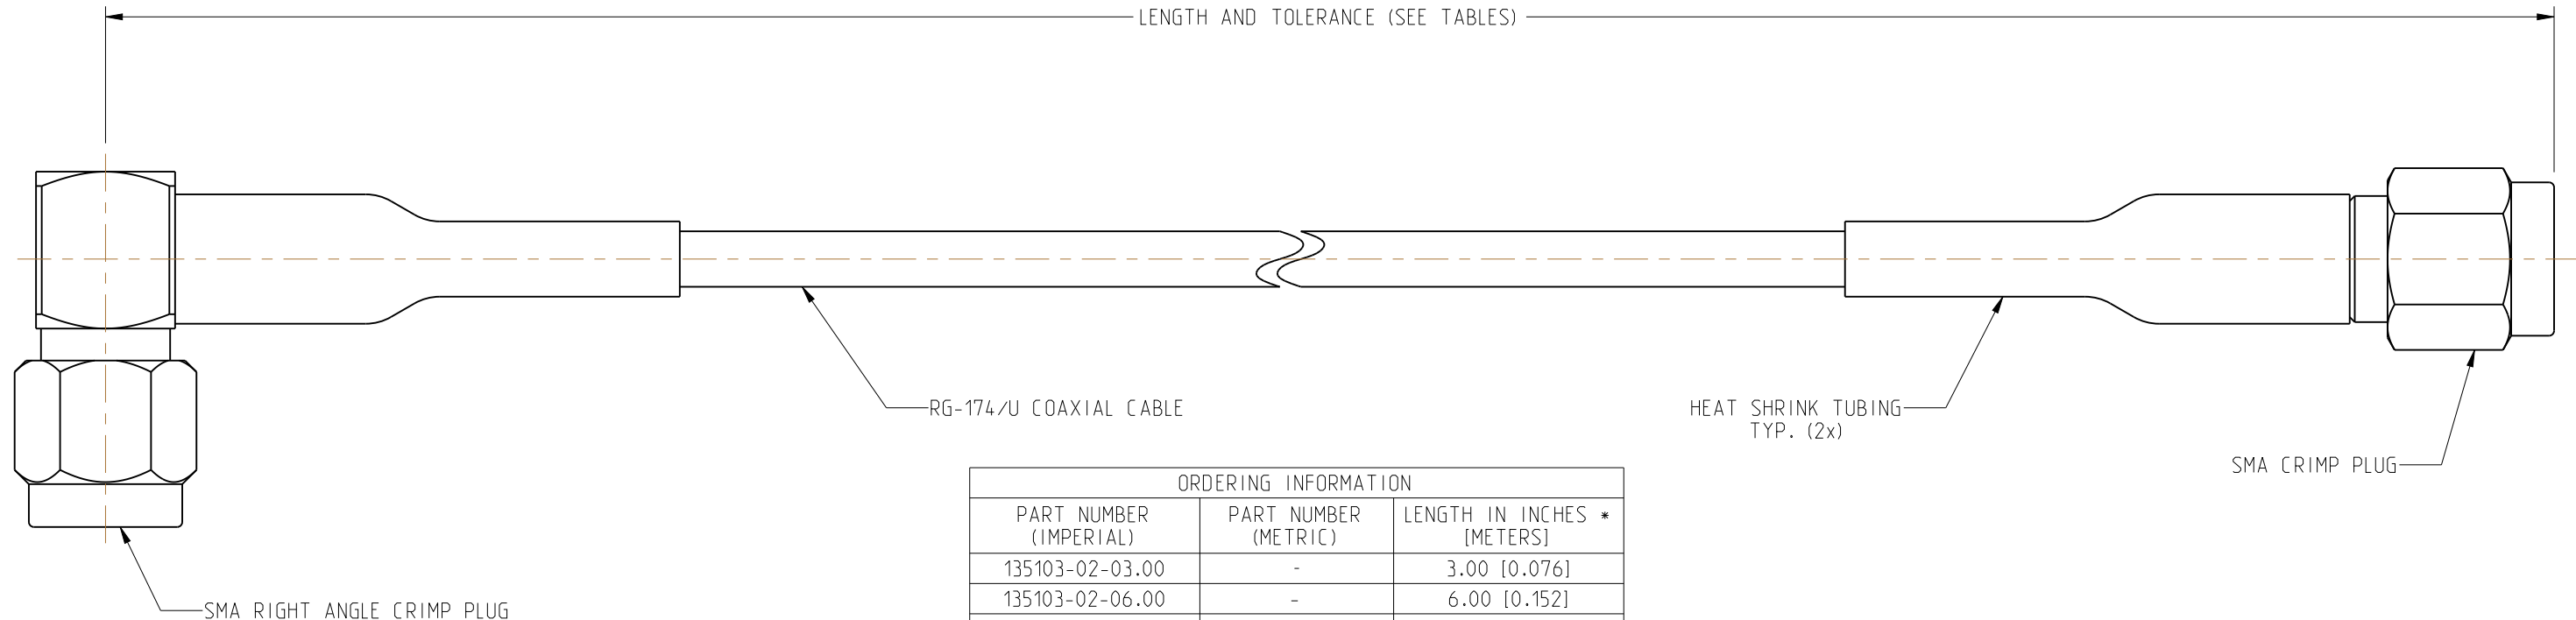 LENGTH AND TOLERANCE (SEE TABLES)
RG-174/U COAXIAL CABLE
HEAT SHRINK TUBING
TYP. (2x)
SMA CRIMP PLUG
SMA RIGHT ANGLE CRIMP PLUG
ORDERING INFORMATION
PART NUMBER (IMPERIAL) PART NUMBER (METRIC) LENGTH IN INCHES * [METERS]
135103-02-03.00 - 3.00 [0.076]
135103-02-06.00 - 6.00 [0.152]